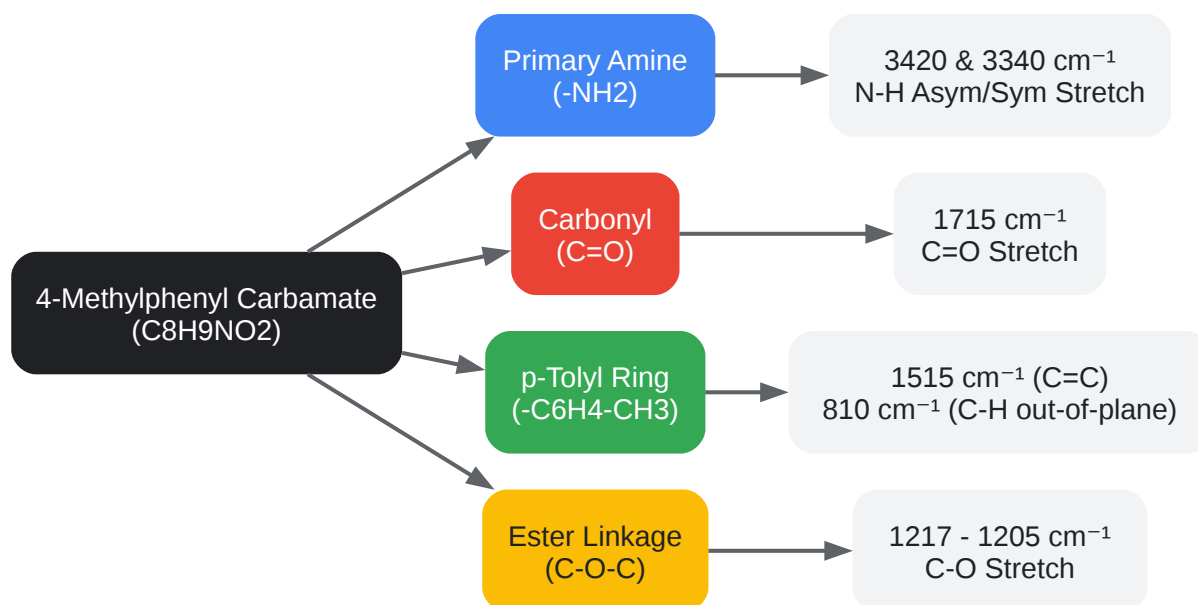 Primary Amine
(-NH2)
3420 & 3340 cm⁻¹
N-H Asym/Sym Stretch
Carbonyl
(C=O)
1715 cm⁻¹
C=O Stretch
4-Methylphenyl Carbamate
(C8H9NO2)
p-Tolyl Ring
(-C6H4-CH3)
1515 cm⁻¹ (C=C)
810 cm⁻¹ (C-H out-of-plane)
Ester Linkage
(C-O-C)
1217 - 1205 cm⁻¹
C-O Stretch